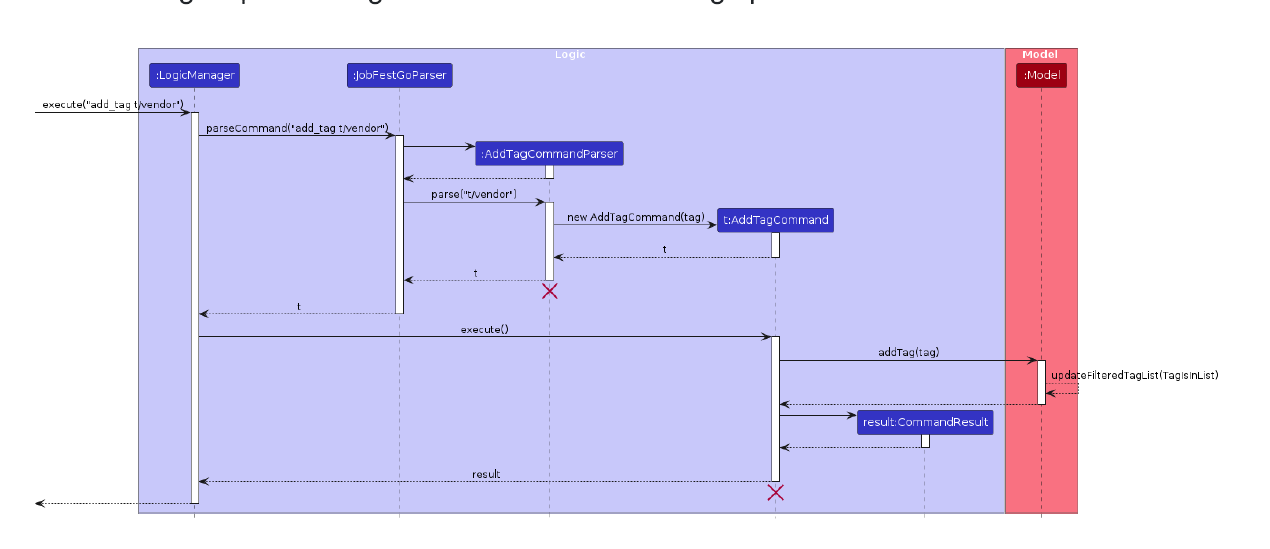 Logic
Model
:LogicManager
:JobFestGoParser
:Model
execute("add_tag t/vendor")
parseCommand("add_tag t/vendor")
:AddTagCommandParser
parse("t/vendor")
new AddTagCommand(tag)
t:AddTagCommand
t
t
t
execute()
addTag(tag)
updateFilteredTagList(TagIsInList)
result:CommandResult
result